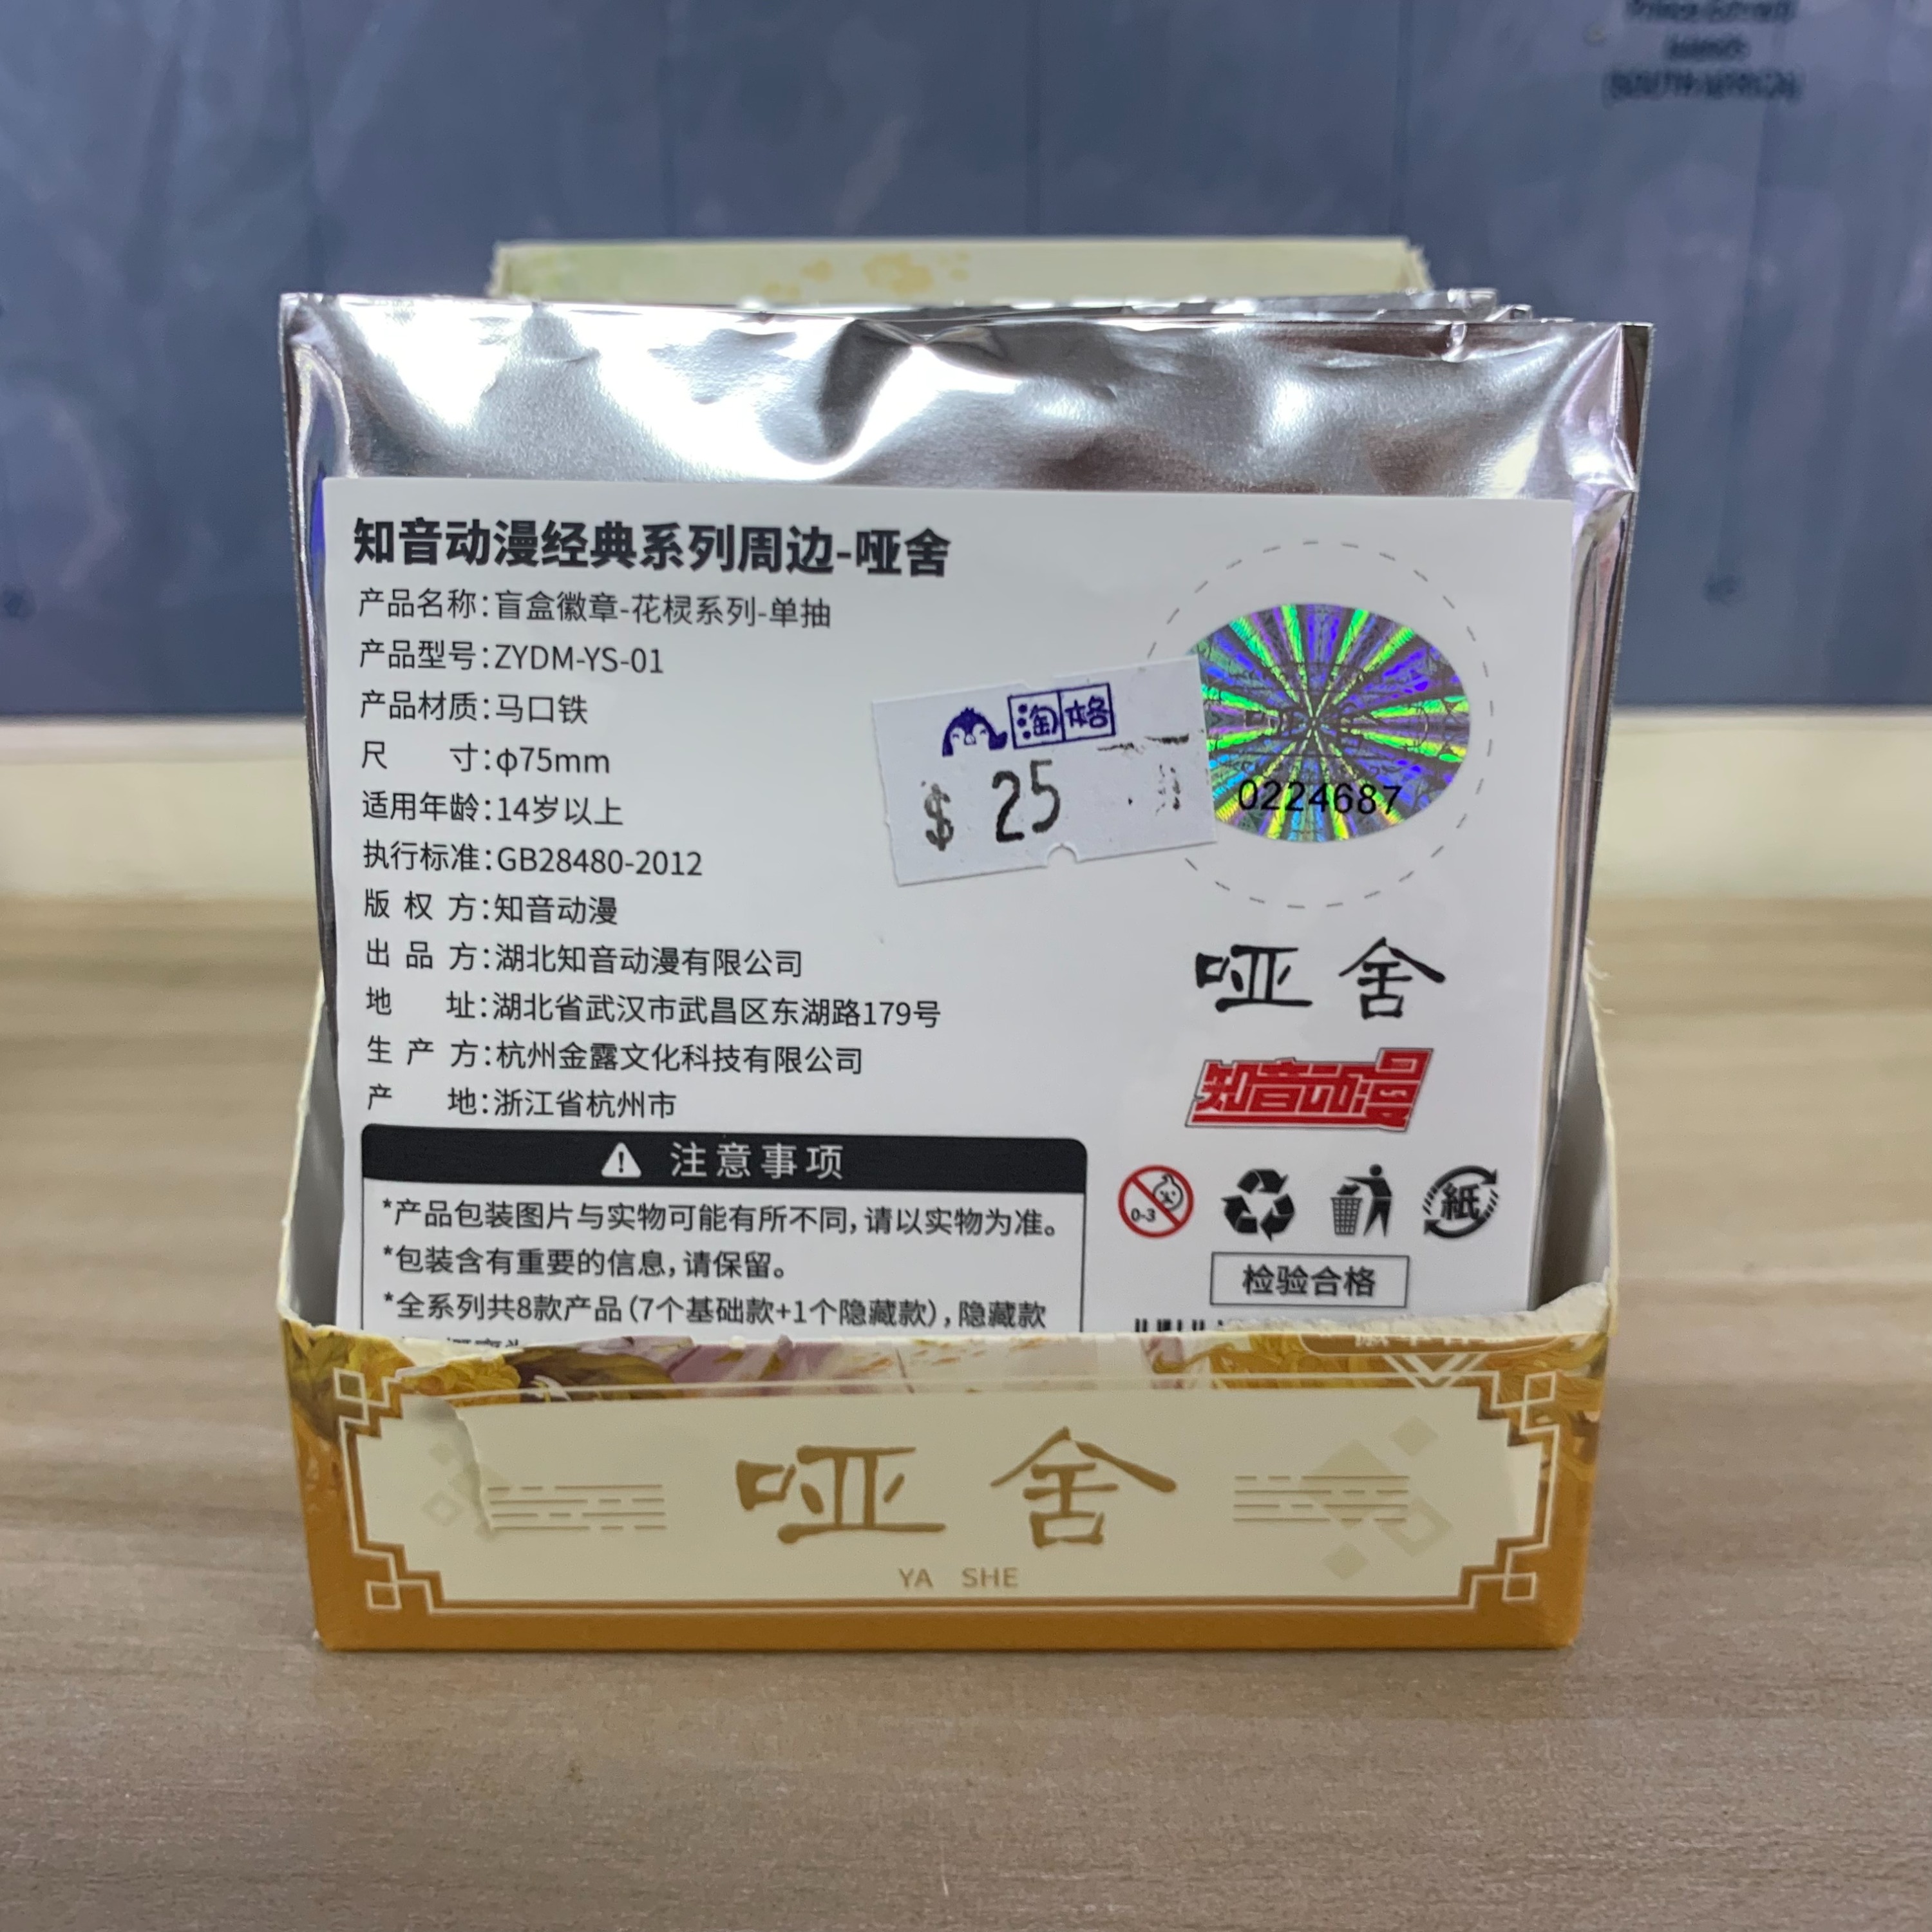 SOUTH AFRICA
知音动漫经典系列周边-哑舍
产品名称:盲盒徽章-花棂系列-单抽
产品型号:ZYDM-YS-01
产品材质:马口铁
尺寸:φ75mm
适用年龄:14岁以上
执行标准:GB28480-2012
版权方:知音动漫
出品方:湖北知音动漫有限公司
地址:湖北省武汉市武昌区东湖路179号
生产方:杭州金露文化科技有限公司
产地:浙江省杭州市
淘格
$ 25
0224687
哑舍
知音动漫
0-3
紙
检验合格
注意事项
*产品包装图片与实物可能有所不同,请以实物为准。
*包装含有重要的信息,请保留。
*全系列共8款产品(7个基础款+1个隐藏款),隐藏款
哑舍
YA SHE